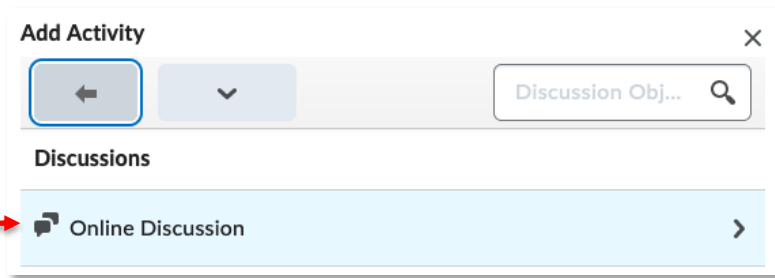 Add Activity
Discussion Obj...
Discussions
Online Discussion